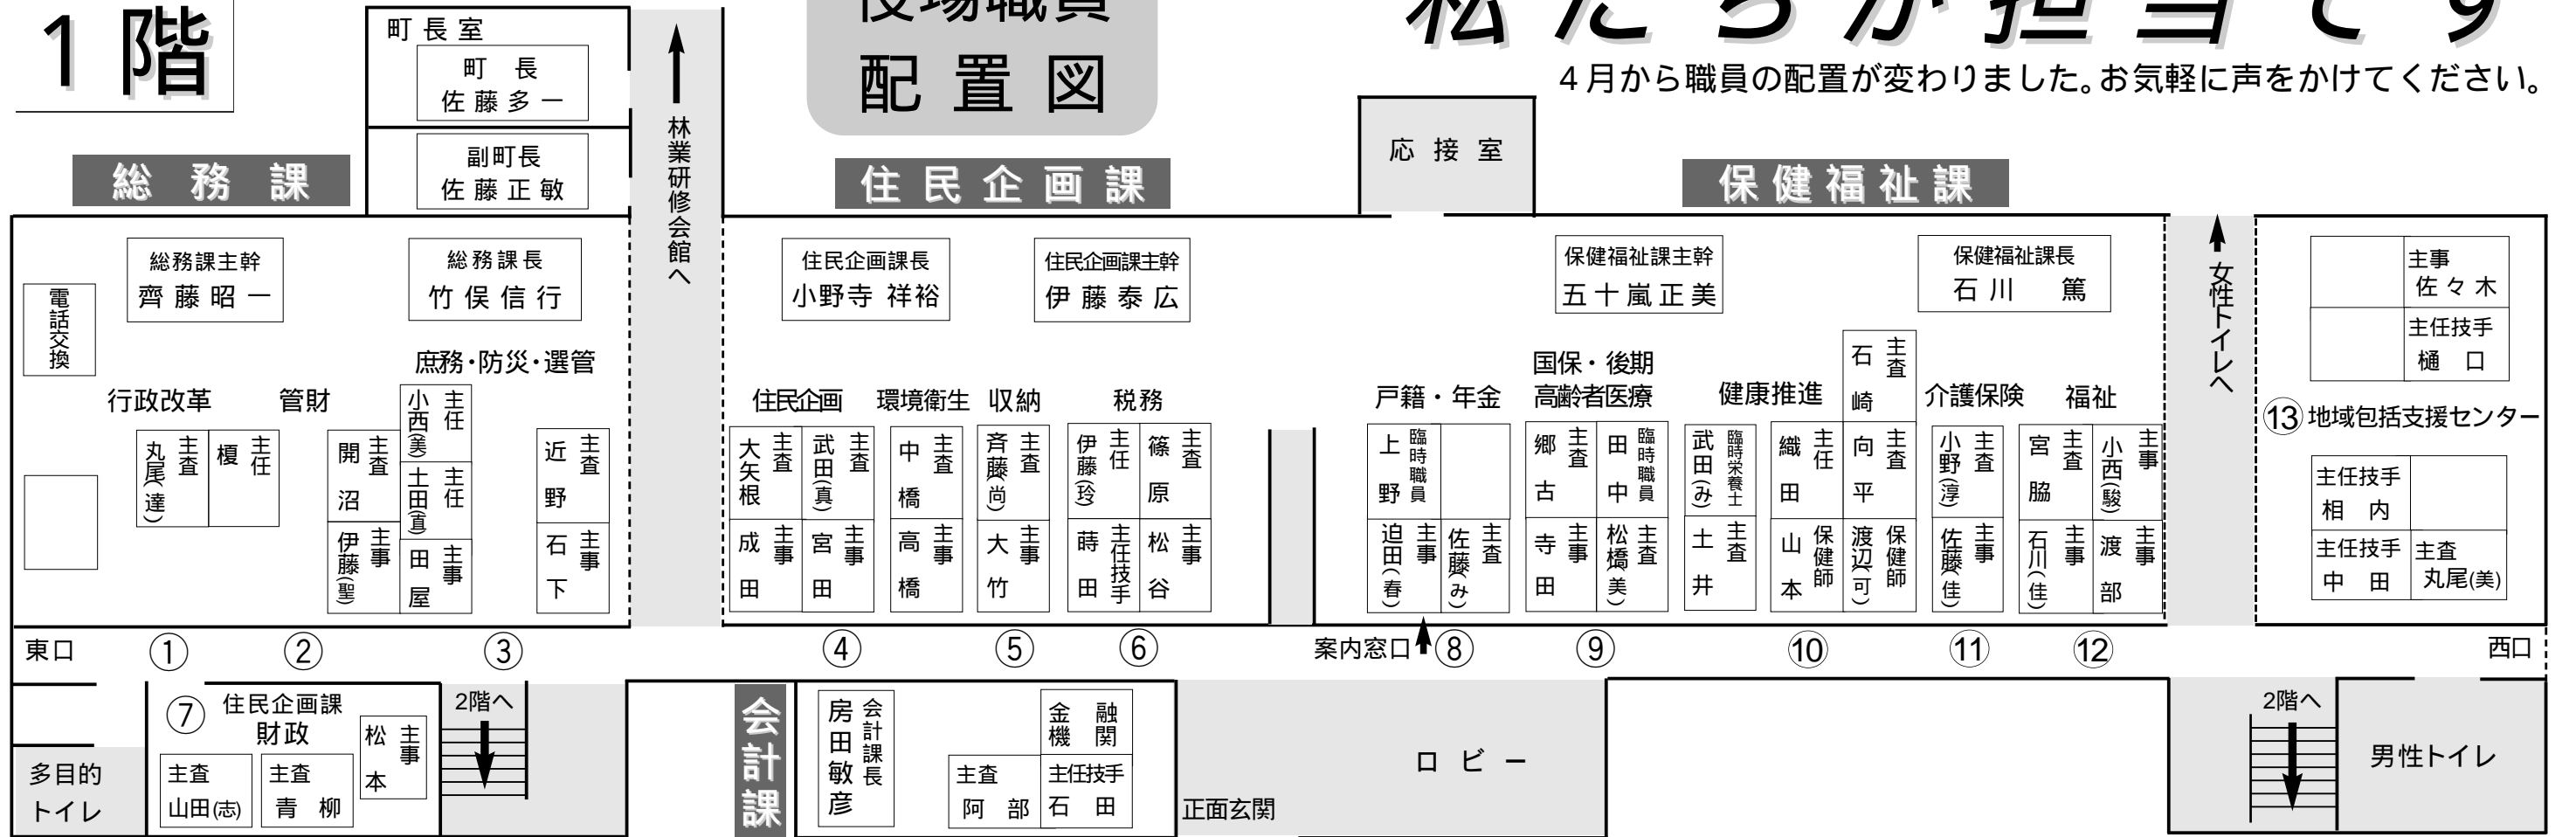 1階
役場職員
配置図
私たちが担当です
4月から職員の配置が変わりました。お気軽に声をかけてください。
町長室
町長
佐藤多一
副町長
佐藤正敏
林業研修会館へ
応接室
総務課
住民企画課
保健福祉課
総務課主幹
齊藤昭一
総務課長
竹俣信行
住民企画課長
小野寺 祥裕
住民企画課主幹
伊藤泰広
保健福祉課主幹
五十嵐正美
保健福祉課長
石川 篤
女性トイレへ
主事
佐々木
主任技手
樋口
電話交換
行政改革
主査
丸尾(達)
主任
榎
管財
主査
開沼
主事
伊藤(聖)
庶務・防災・選管
主任
小西(美)
主任
土田(真)
主事
田屋
主査
近野
主事
石下
住民企画
主査
大矢根
主査
武田(真)
主事
成田
主事
宮田
環境衛生
主査
中橋
主事
高橋
収納
主査
斉藤(尚)
主事
大竹
税務
主任
伊藤(玲)
主査
篠原
主任技手
蒔田
主事
松谷
戸籍・年金
臨時職員
上野
主事
迫田(春)
主査
佐藤(み)
国保・後期
高齢者医療
主査
郷古
臨時職員
田中
主事
寺田
主査
松橋(美)
健康推進
臨時栄養士
武田(み)
主査
土井
主任
織田
保健師
山本
主査
石崎
主査
向平
保健師
渡辺(可)
介護保険
主査
小野(淳)
主事
佐藤(佳)
福祉
主査
宮脇
主事
小西(駿)
主事
石川(佳)
主事
渡部
⑬地域包括支援センター
主任技手
相内
主任技手
中田
主査
丸尾(美)
東口
①
②
③
④
⑤
⑥
案内窓口
⑧
⑨
⑩
⑪
⑫
西口
多目的
トイレ
⑦
住民企画課
財政
主査
山田(志)
主査
青柳
主事
松本
2階へ
会計課
会計課長
房田敏彦
主査
阿部
金融
機関
主任技手
石田
正面玄関
ロビー
2階へ
男性トイレ